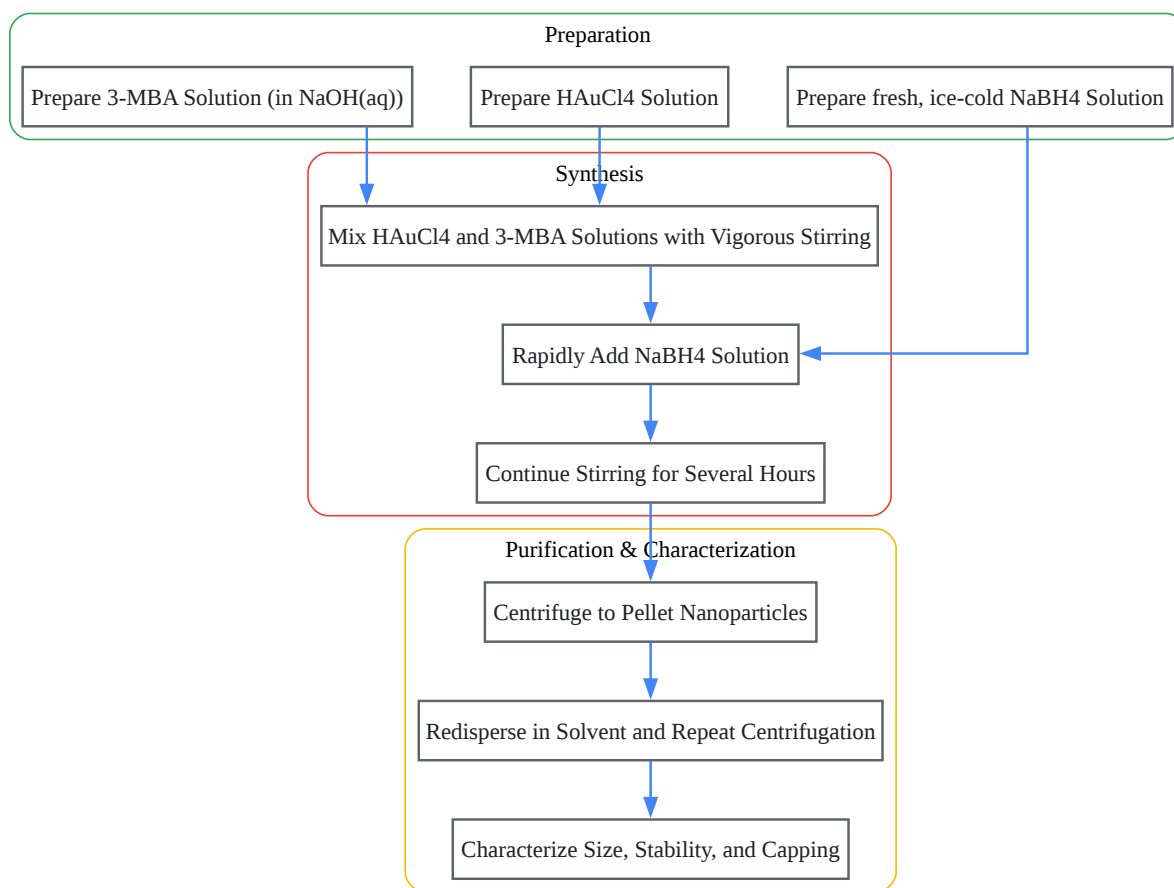 Preparation
Prepare 3-MBA Solution (in NaOH(aq))
Prepare HAuCl4 Solution
Prepare fresh, ice-cold NaBH4 Solution
Synthesis
Mix HAuCl4 and 3-MBA Solutions with Vigorous Stirring
Rapidly Add NaBH4 Solution
Continue Stirring for Several Hours
Purification & Characterization
Centrifuge to Pellet Nanoparticles
Redisperse in Solvent and Repeat Centrifugation
Characterize Size, Stability, and Capping